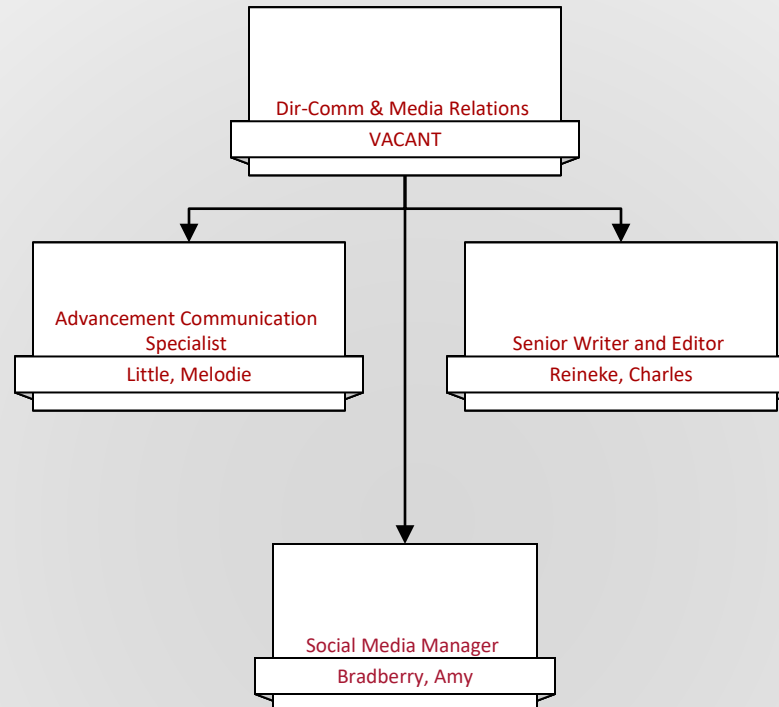 Dir-Comm & Media Relations
VACANT
Advancement Communication
Specialist
Little, Melodie
Senior Writer and Editor
Reineke, Charles
Social Media Manager
Bradberry, Amy